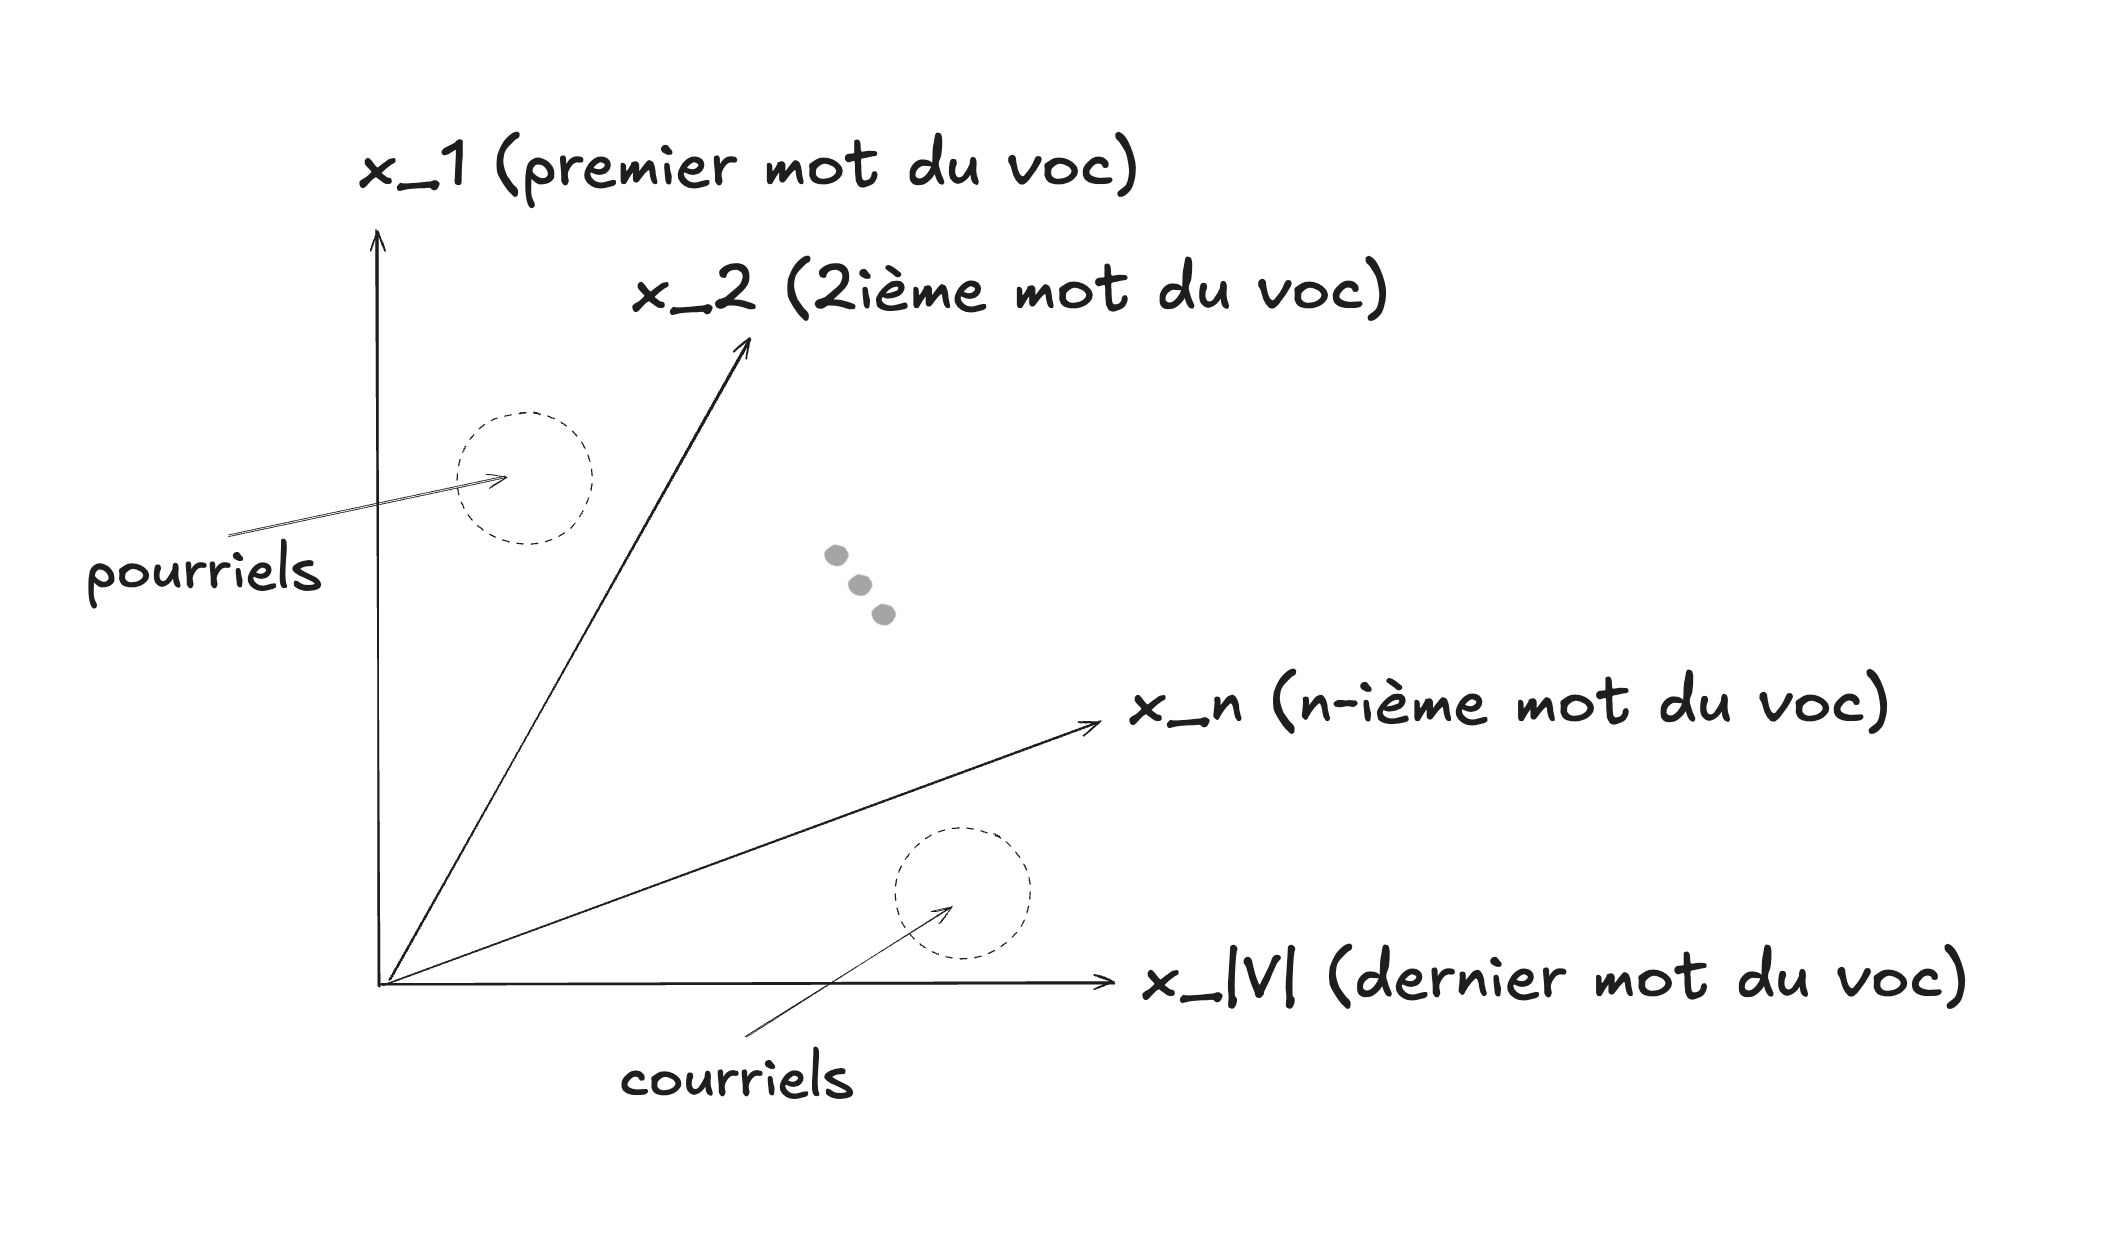 x_1 (premier mot du voc)
x_2 (2ième mot du voc)
pourriels
x_n (n-ième mot du voc)
x_|V| (dernier mot du voc)
courriels